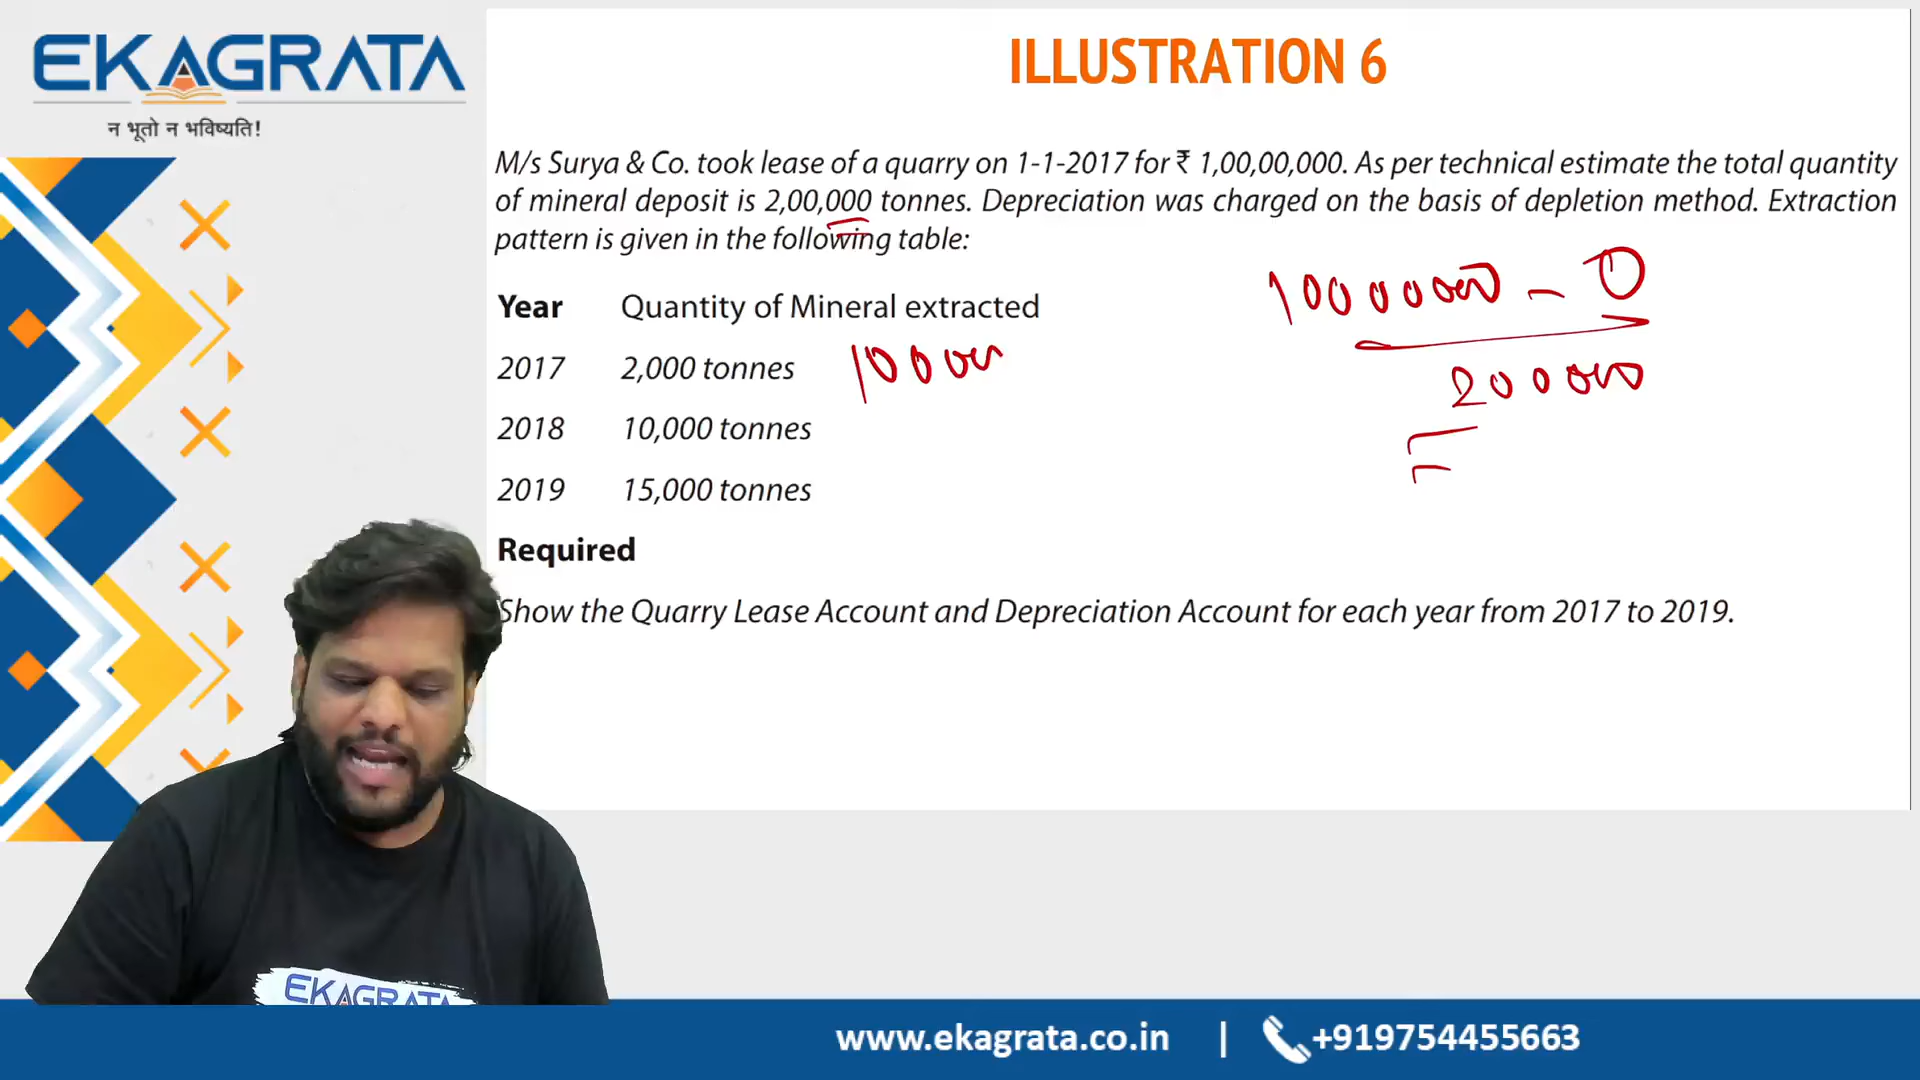 EKAGRATA
न भूतो न भविष्यति!
ILLUSTRATION 6
M/s Surya & Co. took lease of a quarry on 1-1-2017 for ₹ 1,00,00,000. As per technical estimate the total quantity
of mineral deposit is 2,00,000 tonnes. Depreciation was charged on the basis of depletion method. Extraction
pattern is given in the following table:
Year Quantity of Mineral extracted
2017 2,000 tonnes 100000
2018 10,000 tonnes
2019 15,000 tonnes
10000000 - 0
200000
Required
Show the Quarry Lease Account and Depreciation Account for each year from 2017 to 2019.
EKAGRATA
www.ekagrata.co.in | +919754455663